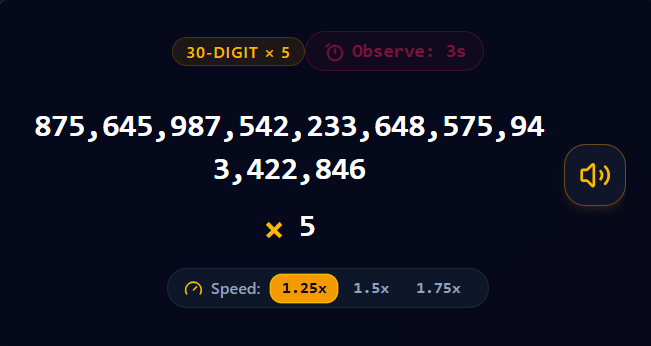 30-DIGIT × 5
Observe: 3s
875,645,987,542,233,648,575,94
3,422,846
× 5
Speed: 1.25x 1.5x 1.75x